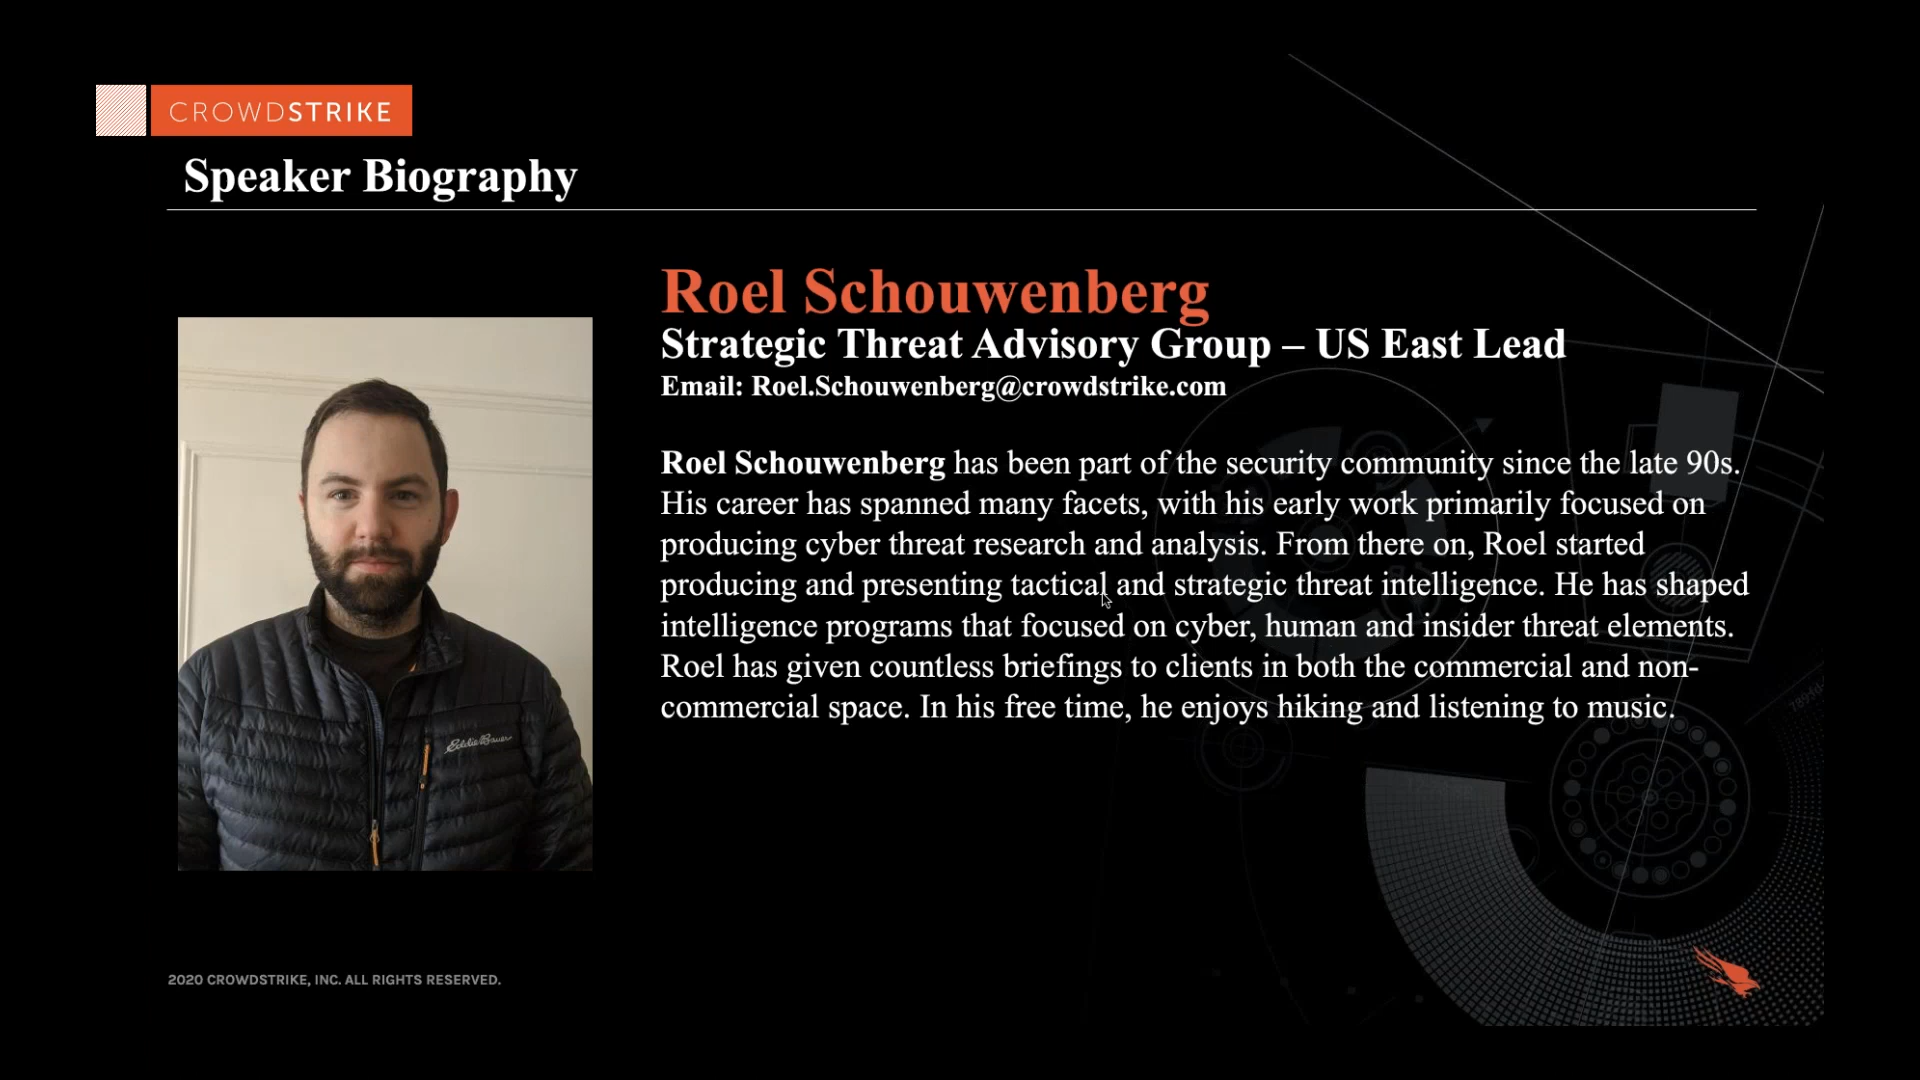 CROWDSTRIKE
Speaker Biography
Roel Schouwenberg
Strategic Threat Advisory Group – US East Lead
Email: Roel.Schouwenberg@crowdstrike.com
Roel Schouwenberg has been part of the security community since the late 90s.
His career has spanned many facets, with his early work primarily focused on
producing cyber threat research and analysis. From there on, Roel started
producing and presenting tactical and strategic threat intelligence. He has shaped
intelligence programs that focused on cyber, human and insider threat elements.
Roel has given countless briefings to clients in both the commercial and non-
commercial space. In his free time, he enjoys hiking and listening to music.
Eddie Bauer
2020 CROWDSTRIKE, INC. ALL RIGHTS RESERVED.